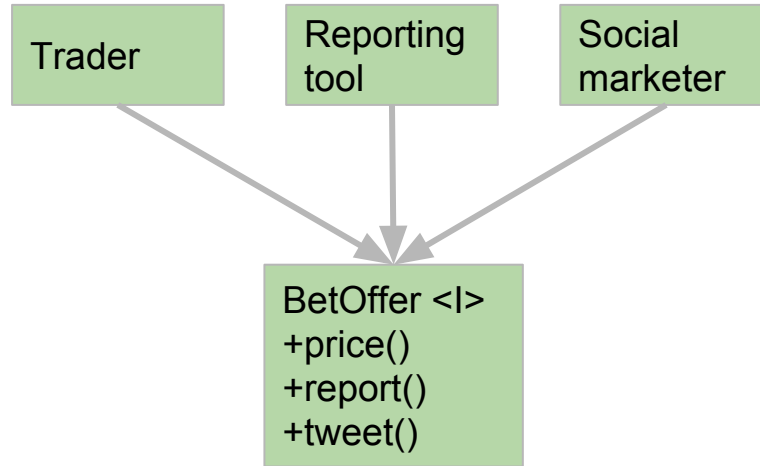 Trader
Reporting
tool
Social
marketer
BetOffer <I>
+price()
+report()
+tweet()